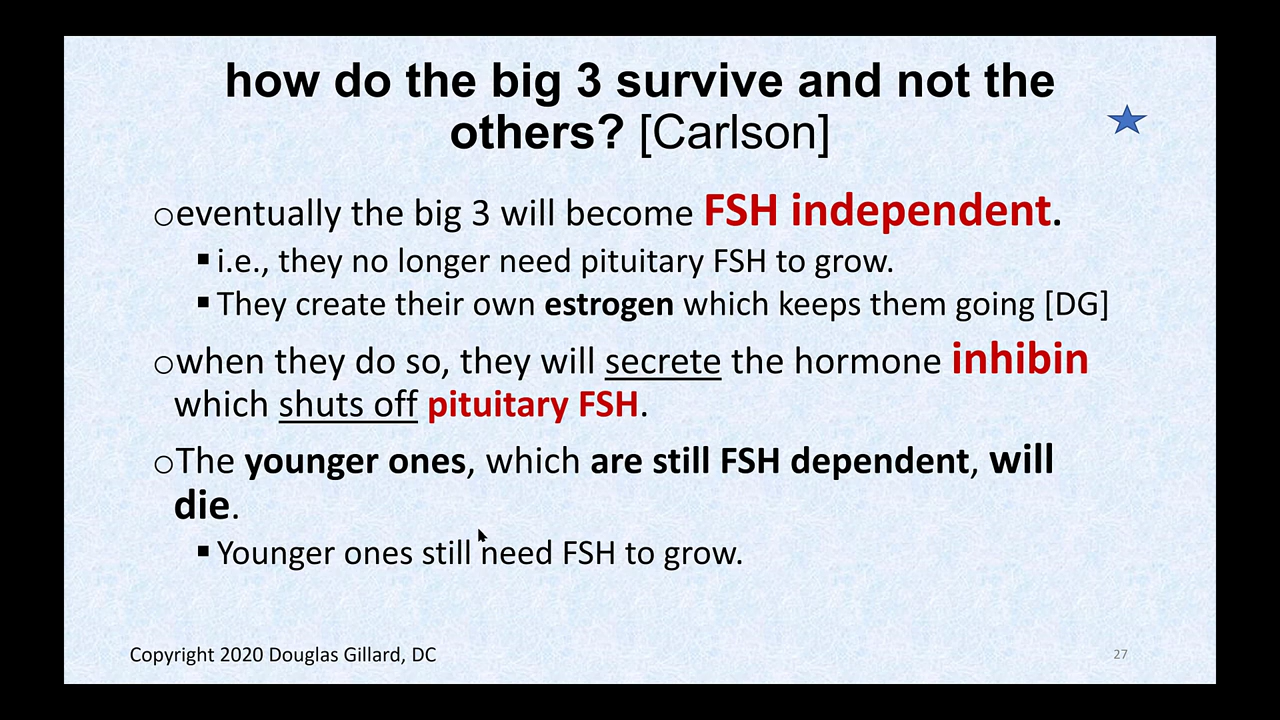 how do the big 3 survive and not the
others? [Carlson]
○eventually the big 3 will become FSH independent.
▪ i.e., they no longer need pituitary FSH to grow.
▪ They create their own estrogen which keeps them going [DG]
○when they do so, they will secrete the hormone inhibin
which shuts off pituitary FSH.
○The younger ones, which are still FSH dependent, will
die.
▪ Younger ones still need FSH to grow.
Copyright 2020 Douglas Gillard, DC
27